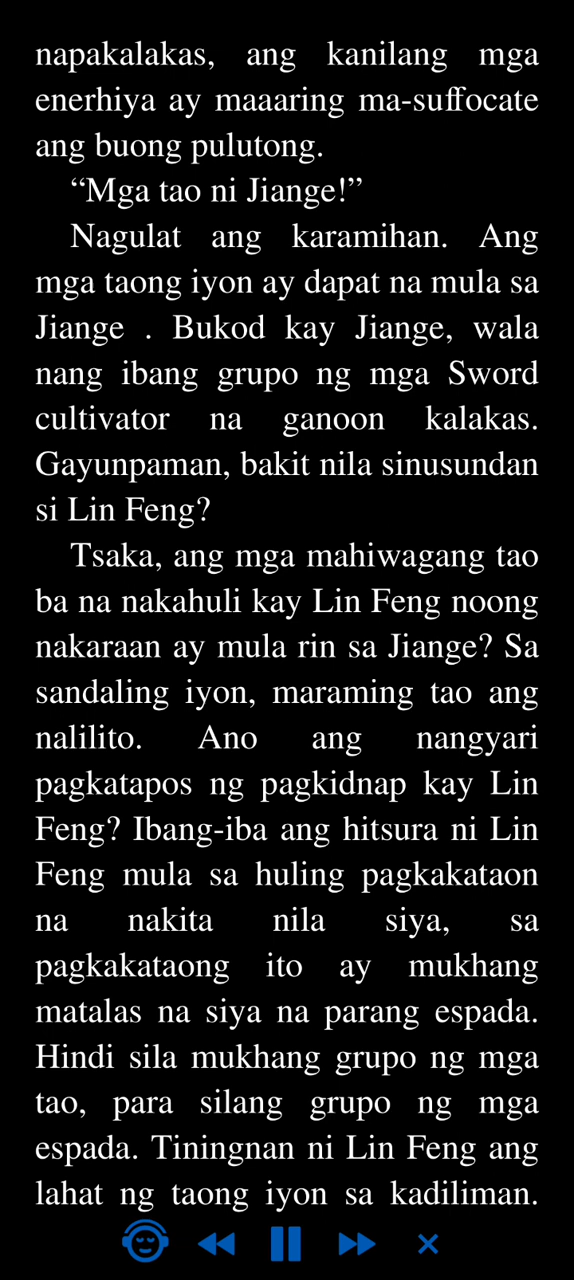 napakalakas, ang kanilang mga
enerhiya ay maaaring ma-suffocate
ang buong pulutong.
“Mga tao ni Jiange!”
Nagulat ang karamihan. Ang
mga taong iyon ay dapat na mula sa
Jiange . Bukod kay Jiange, wala
nang ibang grupo ng mga Sword
cultivator na ganoon kalakas.
Gayunpaman, bakit nila sinusundan
si Lin Feng?
Tsaka, ang mga mahiwagang tao
ba na nakahuli kay Lin Feng noong
nakaraan ay mula rin sa Jiange? Sa
sandaling iyon, maraming tao ang
nalilito. Ano ang nangyari
pagkatapos ng pagkidnap kay Lin
Feng? Ibang-iba ang hitsura ni Lin
Feng mula sa huling pagkakataon
na nakita nila siya, sa
pagkakataong ito ay mukhang
matalas na siya na parang espada.
Hindi sila mukhang grupo ng mga
tao, para silang grupo ng mga
espada. Tiningnan ni Lin Feng ang
lahat ng taong iyon sa kadiliman.